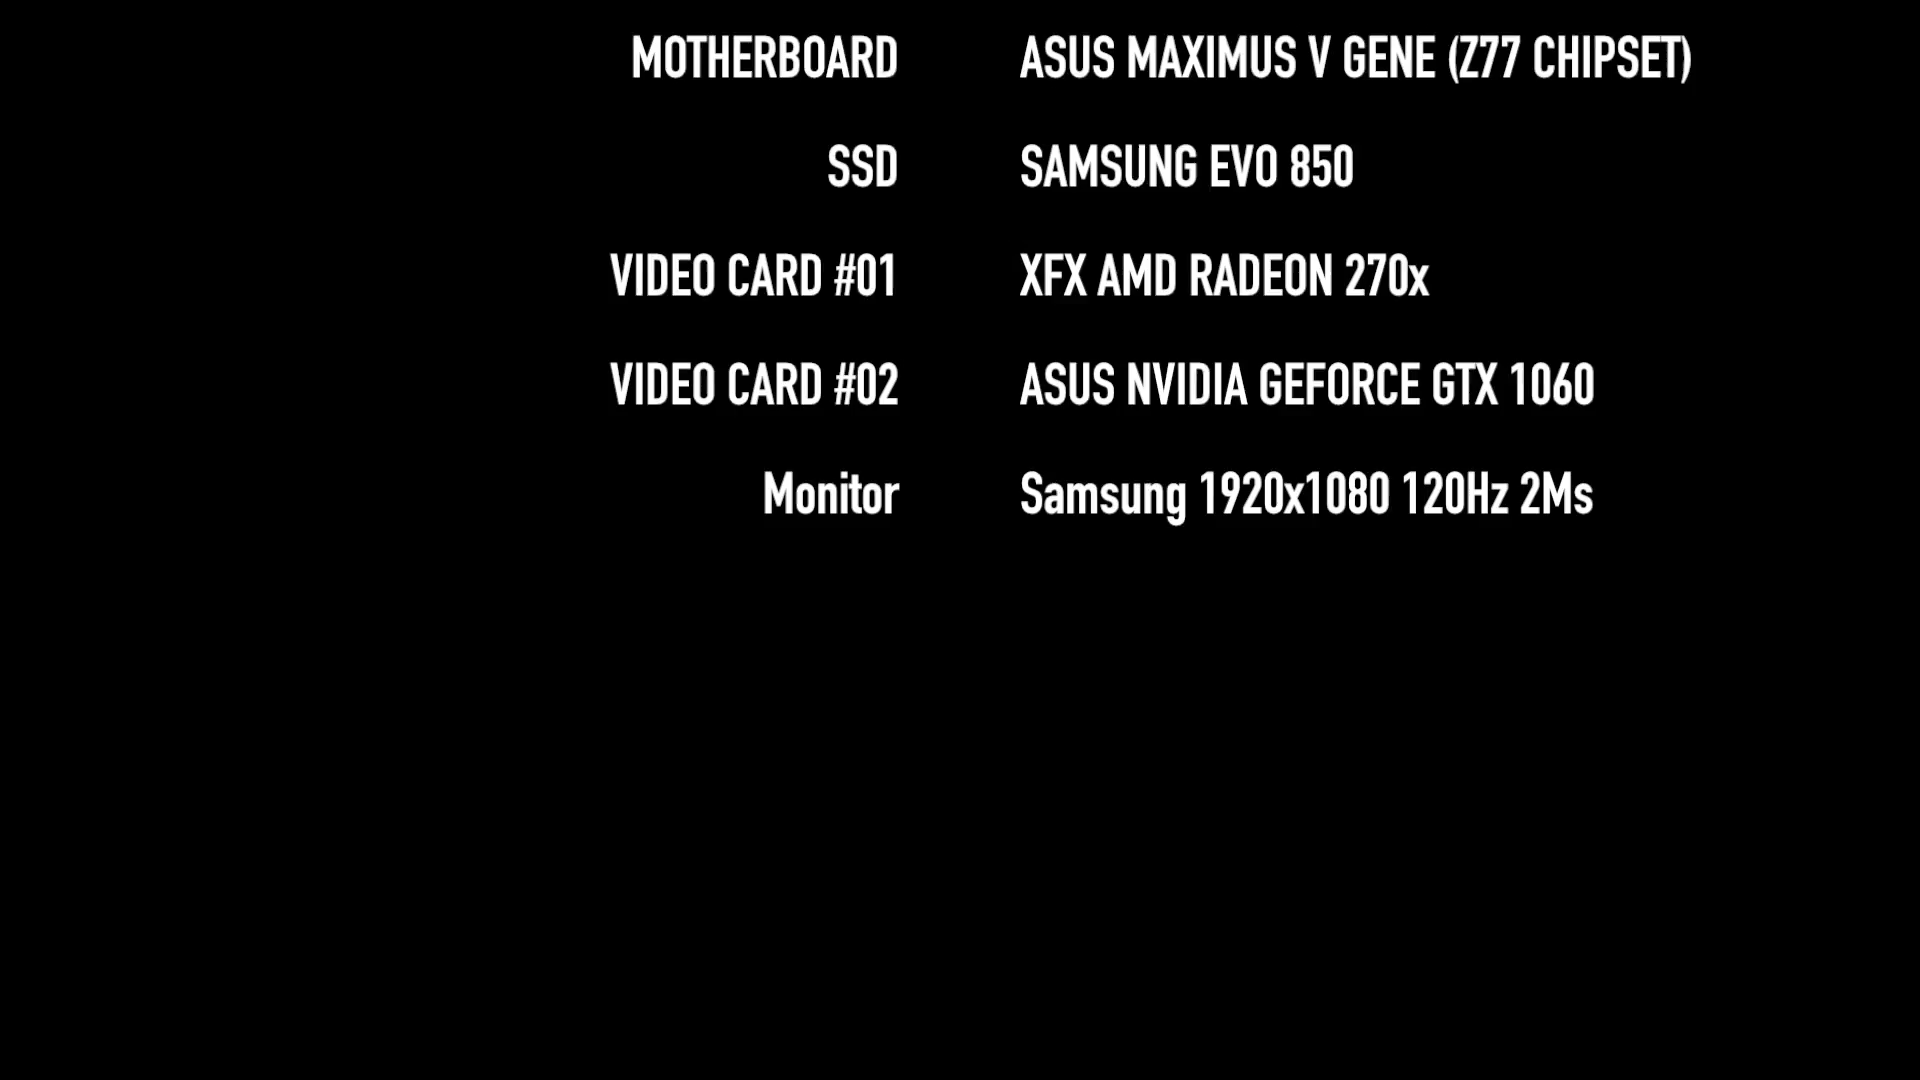 MOTHERBOARD ASUS MAXIMUS V GENE (Z77 CHIPSET)
SSD SAMSUNG EVO 850
VIDEO CARD #01 XFX AMD RADEON 270x
VIDEO CARD #02 ASUS NVIDIA GEFORCE GTX 1060
Monitor Samsung 1920x1080 120Hz 2Ms